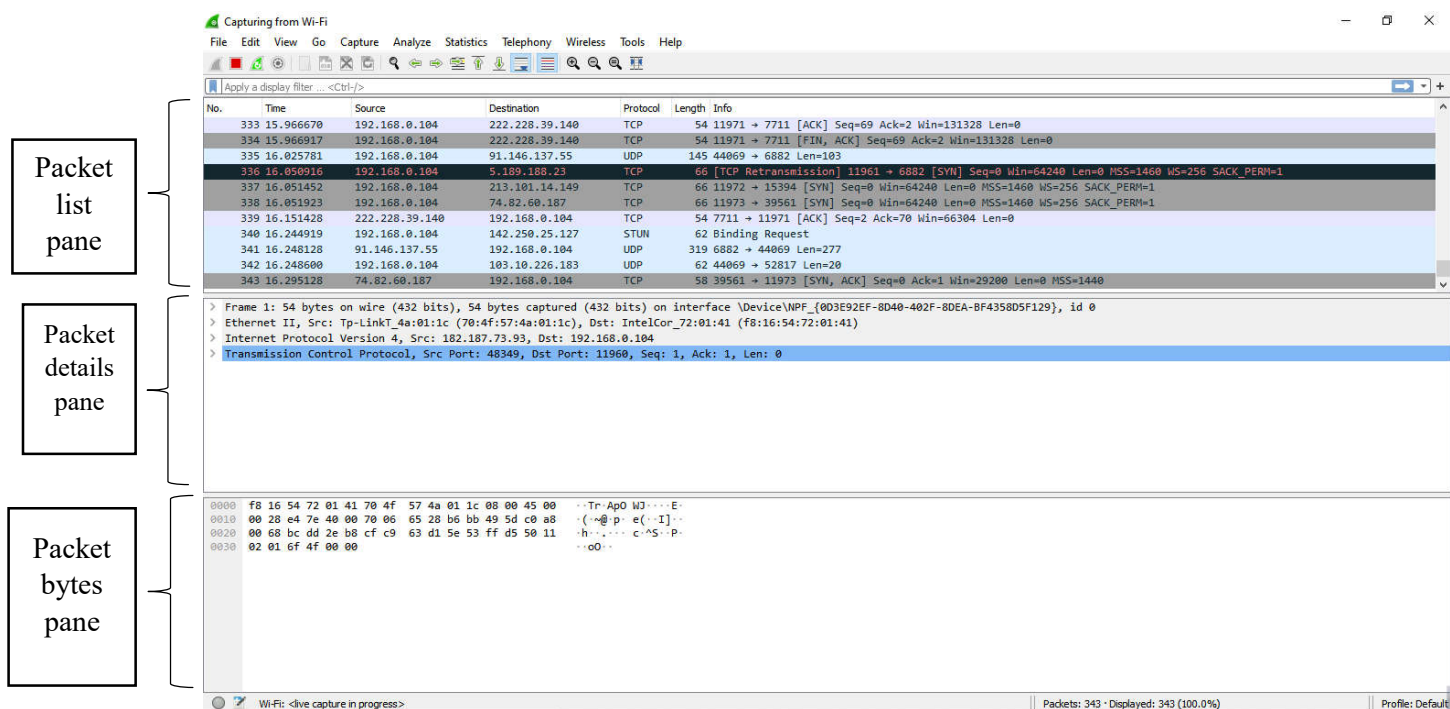 Capturing from Wi-Fi
File Edit View Go Capture Analyze Statistics Telephony Wireless Tools Help
Apply a display filter ... <Ctrl-/>
No. Time Source Destination Protocol Length Info
333 15.966670 192.168.0.104 222.228.39.140 TCP 54 11971 → 7711 [ACK] Seq=69 Ack=2 Win=131328 Len=0
334 15.966917 192.168.0.104 222.228.39.140 TCP 54 11971 → 7711 [FIN, ACK] Seq=69 Ack=2 Win=131328 Len=0
335 16.025781 192.168.0.104 91.146.137.55 UDP 145 44069 → 6882 Len=103
336 16.050916 192.168.0.104 5.189.188.23 TCP 66 [TCP Retransmission] 11961 → 6882 [SYN] Seq=0 Win=64240 Len=0 MSS=1460 WS=256 SACK_PERM=1
337 16.051452 192.168.0.104 213.101.14.149 TCP 66 11972 → 15394 [SYN] Seq=0 Win=64240 Len=0 MSS=1460 WS=256 SACK_PERM=1
338 16.051923 192.168.0.104 74.82.60.187 TCP 66 11973 → 39561 [SYN] Seq=0 Win=64240 Len=0 MSS=1460 WS=256 SACK_PERM=1
339 16.151428 222.228.39.140 192.168.0.104 TCP 54 7711 → 11971 [ACK] Seq=2 Ack=70 Win=66304 Len=0
340 16.244919 192.168.0.104 142.250.25.127 STUN 62 Binding Request
341 16.248128 91.146.137.55 192.168.0.104 UDP 319 6882 → 44069 Len=277
342 16.248600 192.168.0.104 103.10.226.183 UDP 62 44069 → 52817 Len=20
343 16.295128 74.82.60.187 192.168.0.104 TCP 58 39561 → 11973 [SYN, ACK] Seq=0 Ack=1 Win=29200 Len=0 MSS=1440
Packet
list
pane
> Frame 1: 54 bytes on wire (432 bits), 54 bytes captured (432 bits) on interface \Device\NPF_{0D3E92EF-8D40-402F-8DEA-BF4358D5F129}, id 0
> Ethernet II, Src: Tp-LinkT_4a:01:1c (70:4f:57:4a:01:1c), Dst: IntelCor_72:01:41 (f8:16:54:72:01:41)
> Internet Protocol Version 4, Src: 182.187.73.93, Dst: 192.168.0.104
> Transmission Control Protocol, Src Port: 48349, Dst Port: 11960, Seq: 1, Ack: 1, Len: 0
Packet
details
pane
0000 f8 16 54 72 01 41 70 4f 57 4a 01 1c 08 00 45 00 ··Tr·ApO WJ····E·
0010 00 28 e4 7e 40 00 70 06 65 28 b6 bb 49 5d c0 a8 ·(·~@·p· e(··I]··
0020 00 68 bc dd 2e b8 cf c9 63 d1 5e 53 ff d5 50 11 ·h··.··· c·^S··P·
0030 02 01 6f 4f 00 00 ··oO··
Packet
bytes
pane
Wi-Fi: <live capture in progress> Packets: 343 · Displayed: 343 (100.0%) Profile: Default